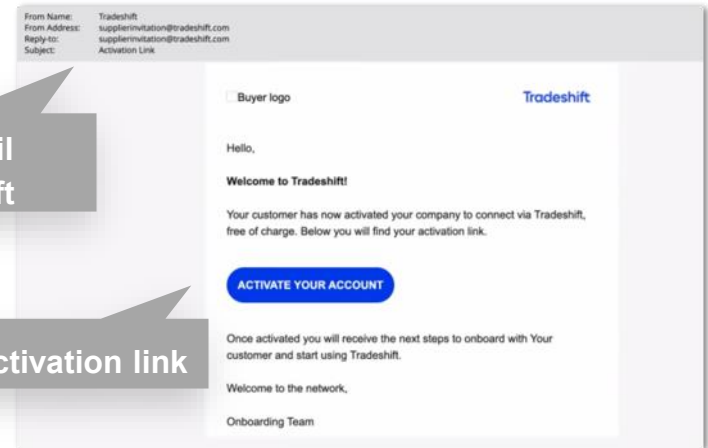 From Name: Tradeshift
From Address: supplierinvitation@tradeshift.com
Reply-to: supplierinvitation@tradeshift.com
Subject: Activation Link
Buyer logo
Tradeshift
Hello,
Welcome to Tradeshift!
Your customer has now activated your company to connect via Tradeshift,
free of charge. Below you will find your activation link.
ACTIVATE YOUR ACCOUNT
link
Once activated you will receive the next steps to onboard with Your
customer and start using Tradeshift.
Welcome to the network,
Onboarding Team